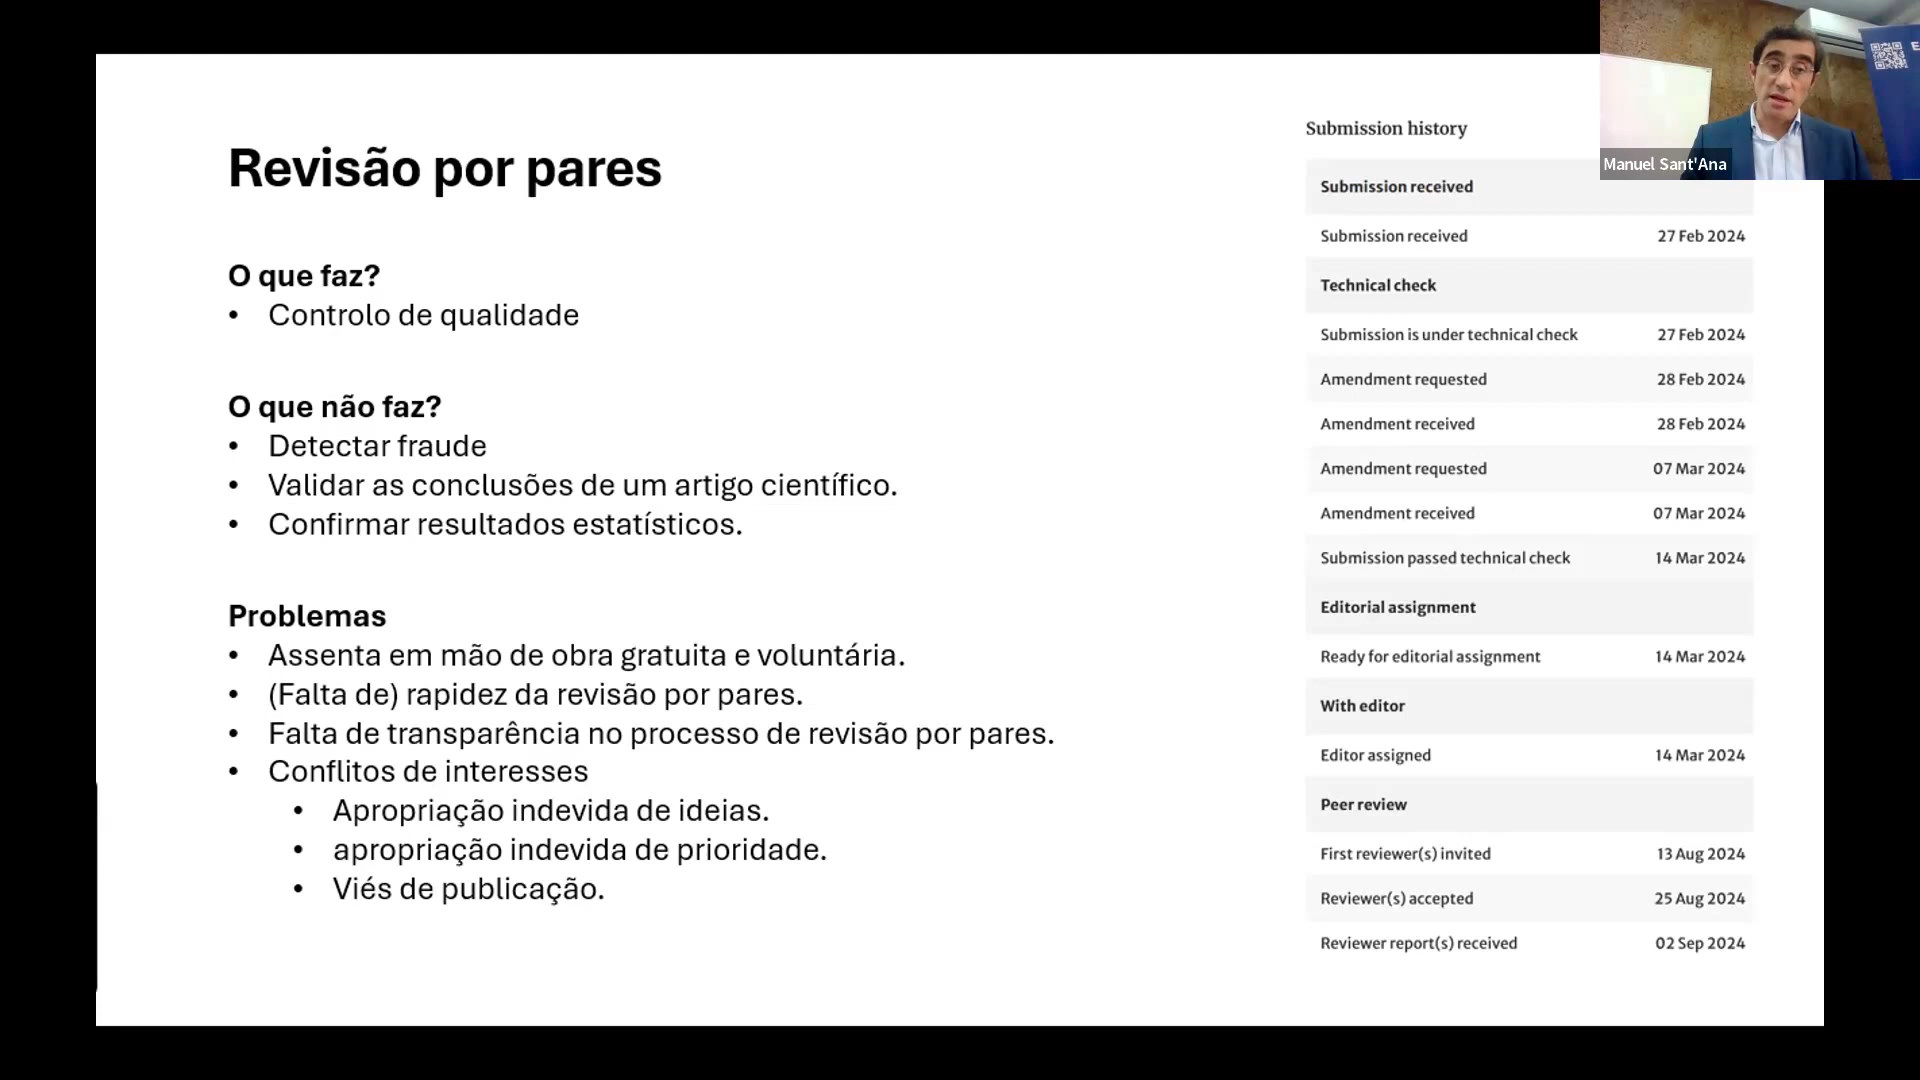 Revisão por pares
O que faz?
• Controlo de qualidade
O que não faz?
• Detectar fraude
• Validar as conclusões de um artigo científico.
• Confirmar resultados estatísticos.
Problemas
• Assenta em mão de obra gratuita e voluntária.
• (Falta de) rapidez da revisão por pares.
• Falta de transparência no processo de revisão por pares.
• Conflitos de interesses
• Apropriação indevida de ideias.
• apropriação indevida de prioridade.
• Viés de publicação.
Submission history
Submission received
Submission received 27 Feb 2024
Technical check
Submission is under technical check 27 Feb 2024
Amendment requested 28 Feb 2024
Amendment received 28 Feb 2024
Amendment requested 07 Mar 2024
Amendment received 07 Mar 2024
Submission passed technical check 14 Mar 2024
Editorial assignment
Ready for editorial assignment 14 Mar 2024
With editor
Editor assigned 14 Mar 2024
Peer review
First reviewer(s) invited 13 Aug 2024
Reviewer(s) accepted 25 Aug 2024
Reviewer report(s) received 02 Sep 2024
Manuel Sant'Ana